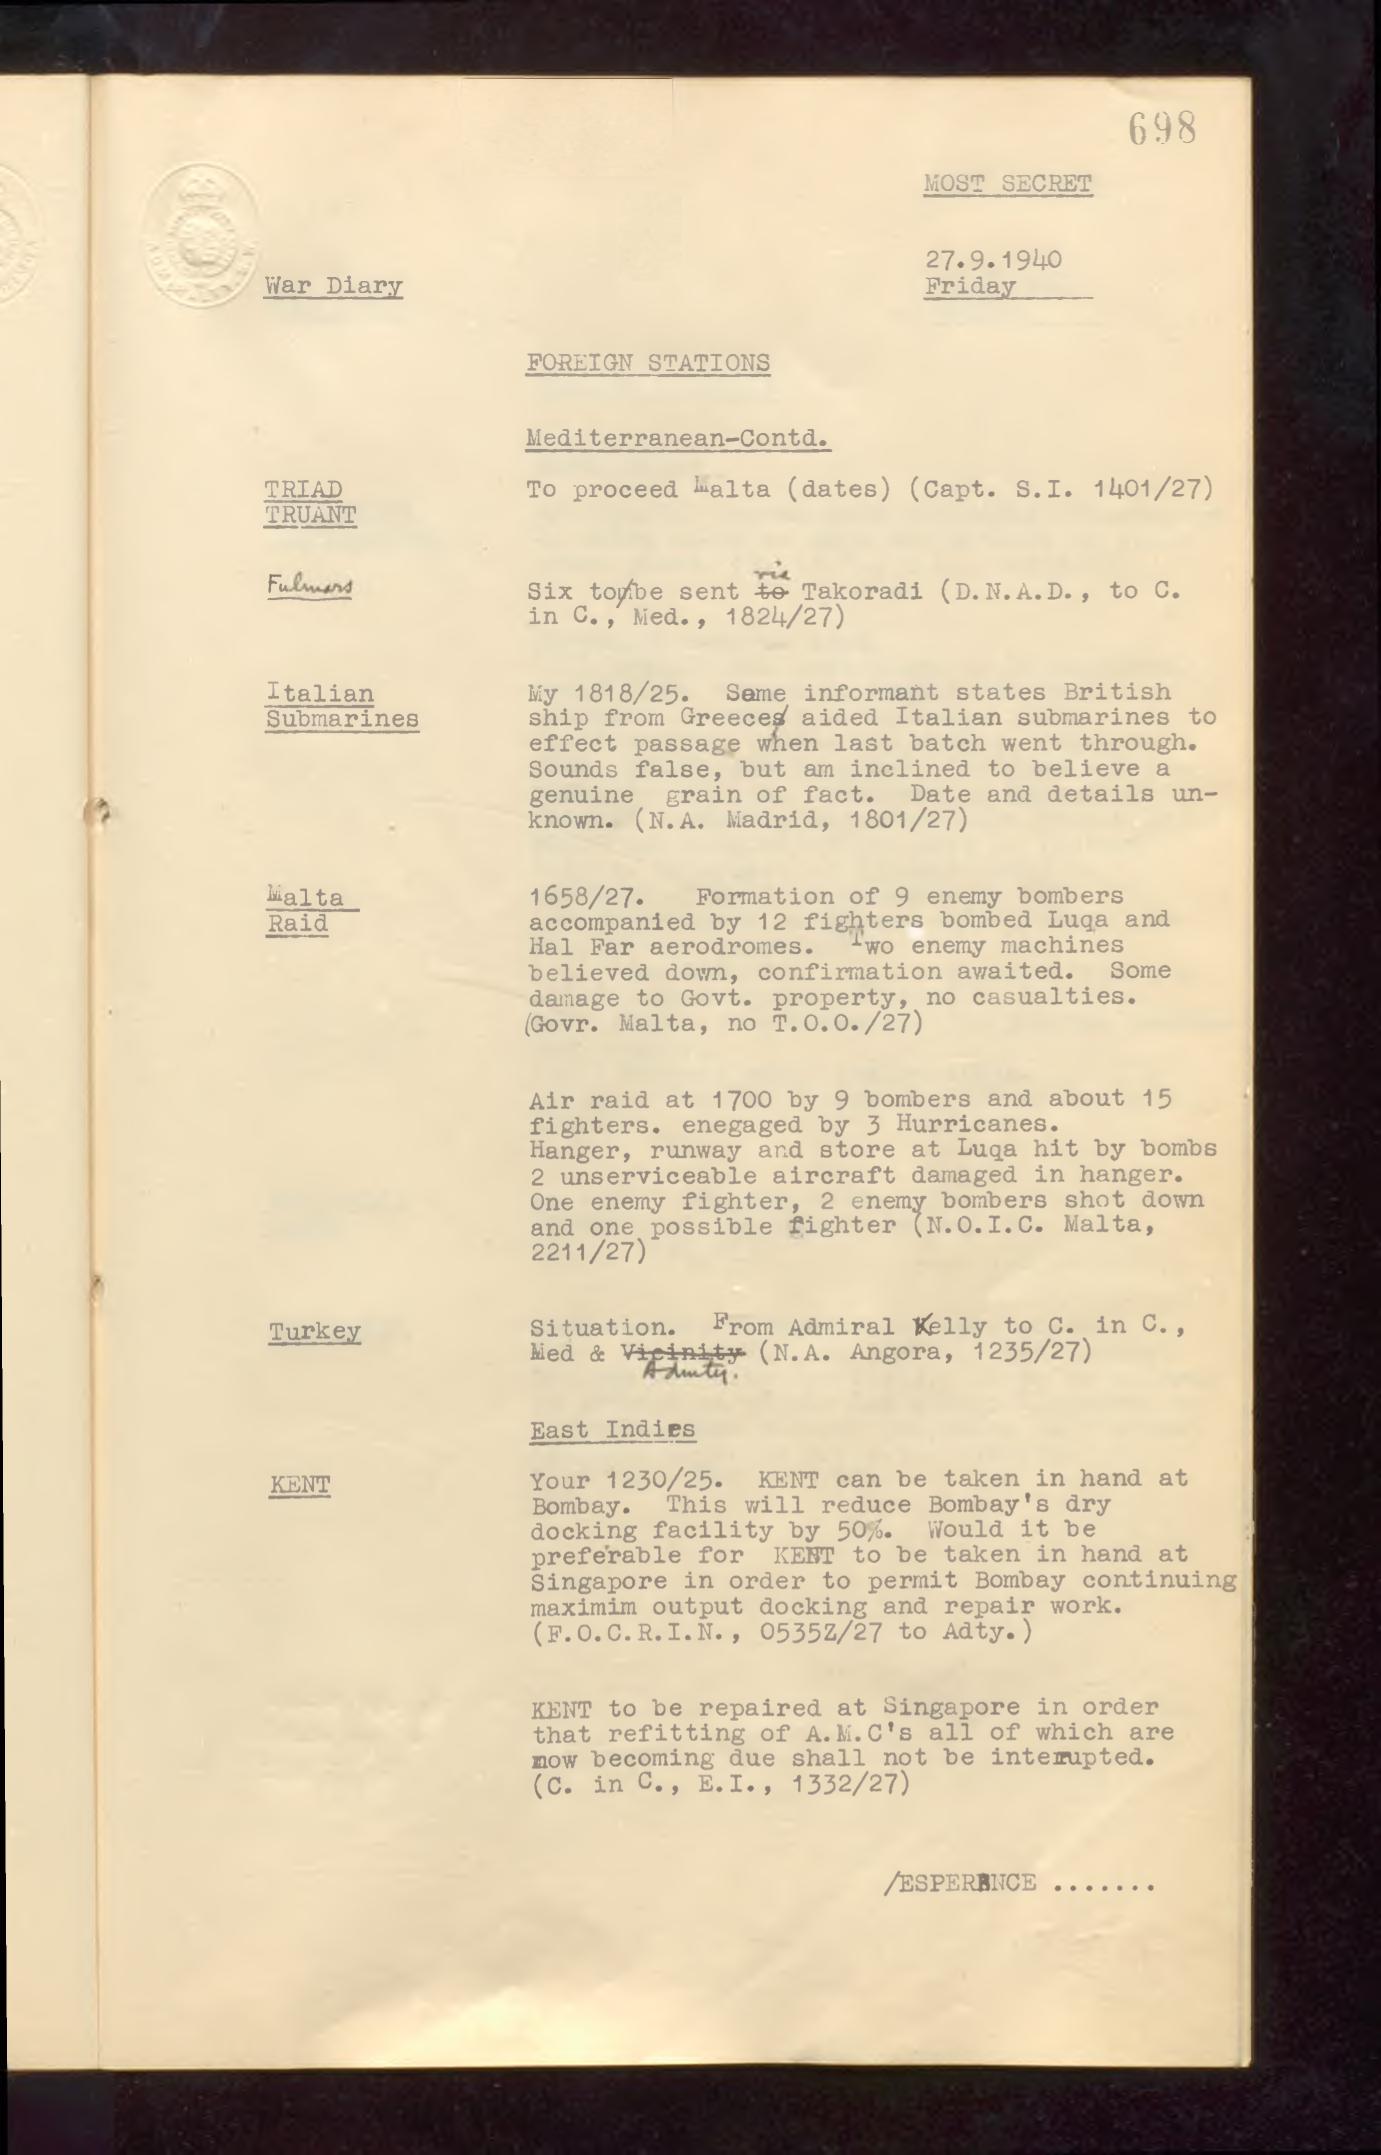 698
MOST SECRET
27.9.1940
War Diary
Friday
FOREIGN STATIONS
Mediterranean-Contd.
TRIAD
TRUANT
To proceed Malta (dates) (Capt. S.I. 1401/27)
Fulmars
Six to be sent to via Takoradi (D.N.A.D., to C.
in C., Med., 1824/27)
Italian
Submarines
My 1818/25. Same informant states British
ship from Greece aided Italian submarines to
effect passage when last batch went through.
Sounds false, but am inclined to believe a
genuine grain of fact. Date and details un-
known. (N.A. Madrid, 1801/27)
Malta
Raid
1658/27. Formation of 9 enemy bombers
accompanied by 12 fighters bombed Luqa and
Hal Far aerodromes. Two enemy machines
believed down, confirmation awaited. Some
damage to Govt. property, no casualties.
(Govr. Malta, no T.O.O./27)
Air raid at 1700 by 9 bombers and about 15
fighters. enegaged by 3 Hurricanes.
Hanger, runway and store at Luqa hit by bombs
2 unserviceable aircraft damaged in hanger.
One enemy fighter, 2 enemy bombers shot down
and one possible fighter (N.O.I.C. Malta,
2211/27)
Turkey
Situation. From Admiral Kelly to C. in C.,
Med & Vicinity (N.A. Angora, 1235/27)
Admty.
East Indies
KENT
Your 1230/25. KENT can be taken in hand at
Bombay. This will reduce Bombay's dry
docking facility by 50%. Would it be
preferable for KENT to be taken in hand at
Singapore in order to permit Bombay continuing
maximim output docking and repair work.
(F.O.C.R.I.N., 0535Z/27 to Adty.)
KENT to be repaired at Singapore in order
that refitting of A.M.C's all of which are
now becoming due shall not be interupted.
(C. in C., E.I., 1332/27)
/ESPERANCE .......